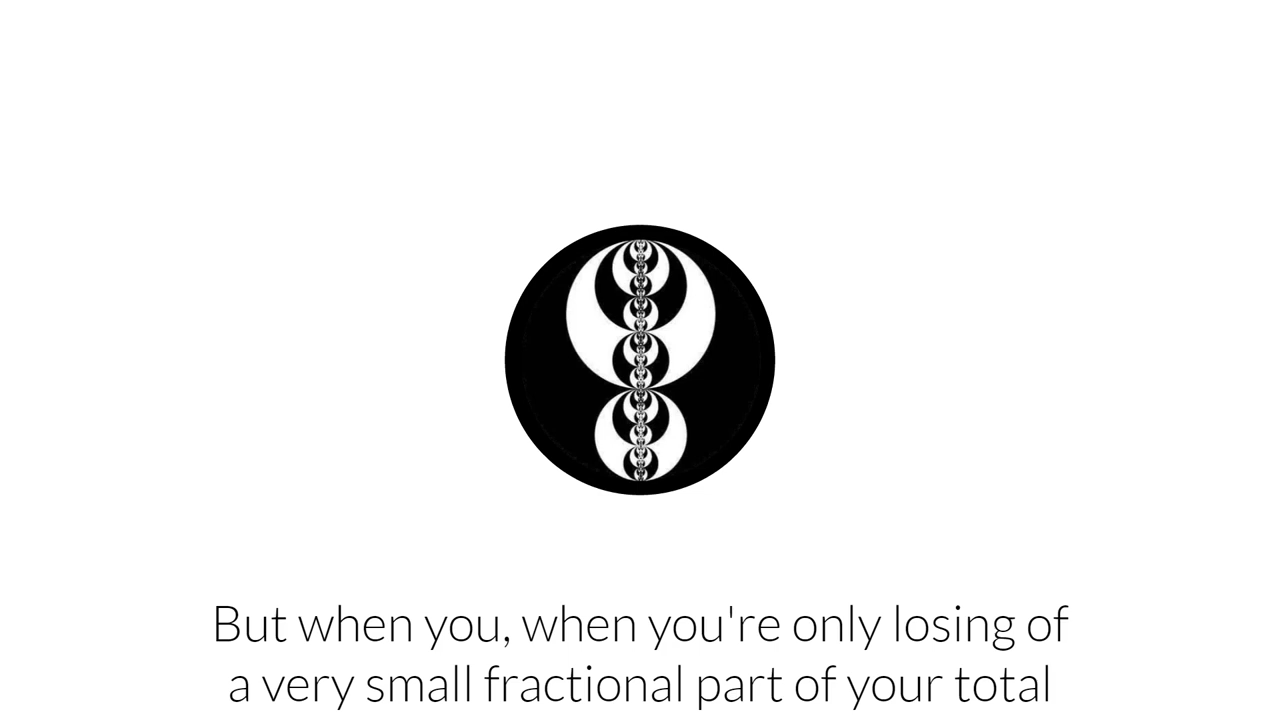 But when you, when you're only losing of
a very small fractional part of your total